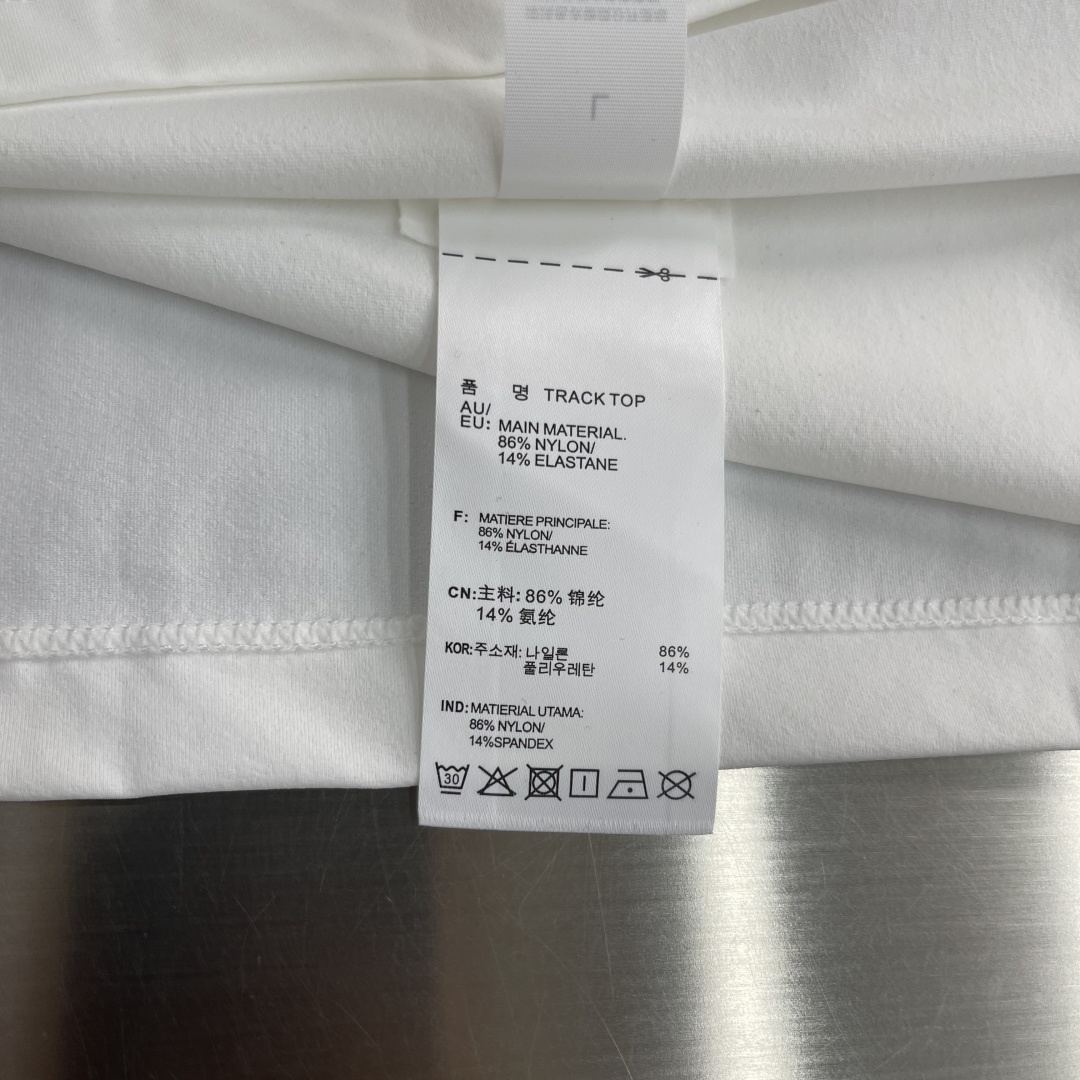 L
품 명 TRACK TOP
AU/
EU: MAIN MATERIAL.
86% NYLON/
14% ELASTANE
F: MATIERE PRINCIPALE:
86% NYLON/
14% ÉLASTHANNE
CN:主料: 86% 锦纶
14% 氨纶
KOR:주소재: 나일론 86%
폴리우레탄 14%
IND: MATIERIAL UTAMA:
86% NYLON/
14%SPANDEX
30